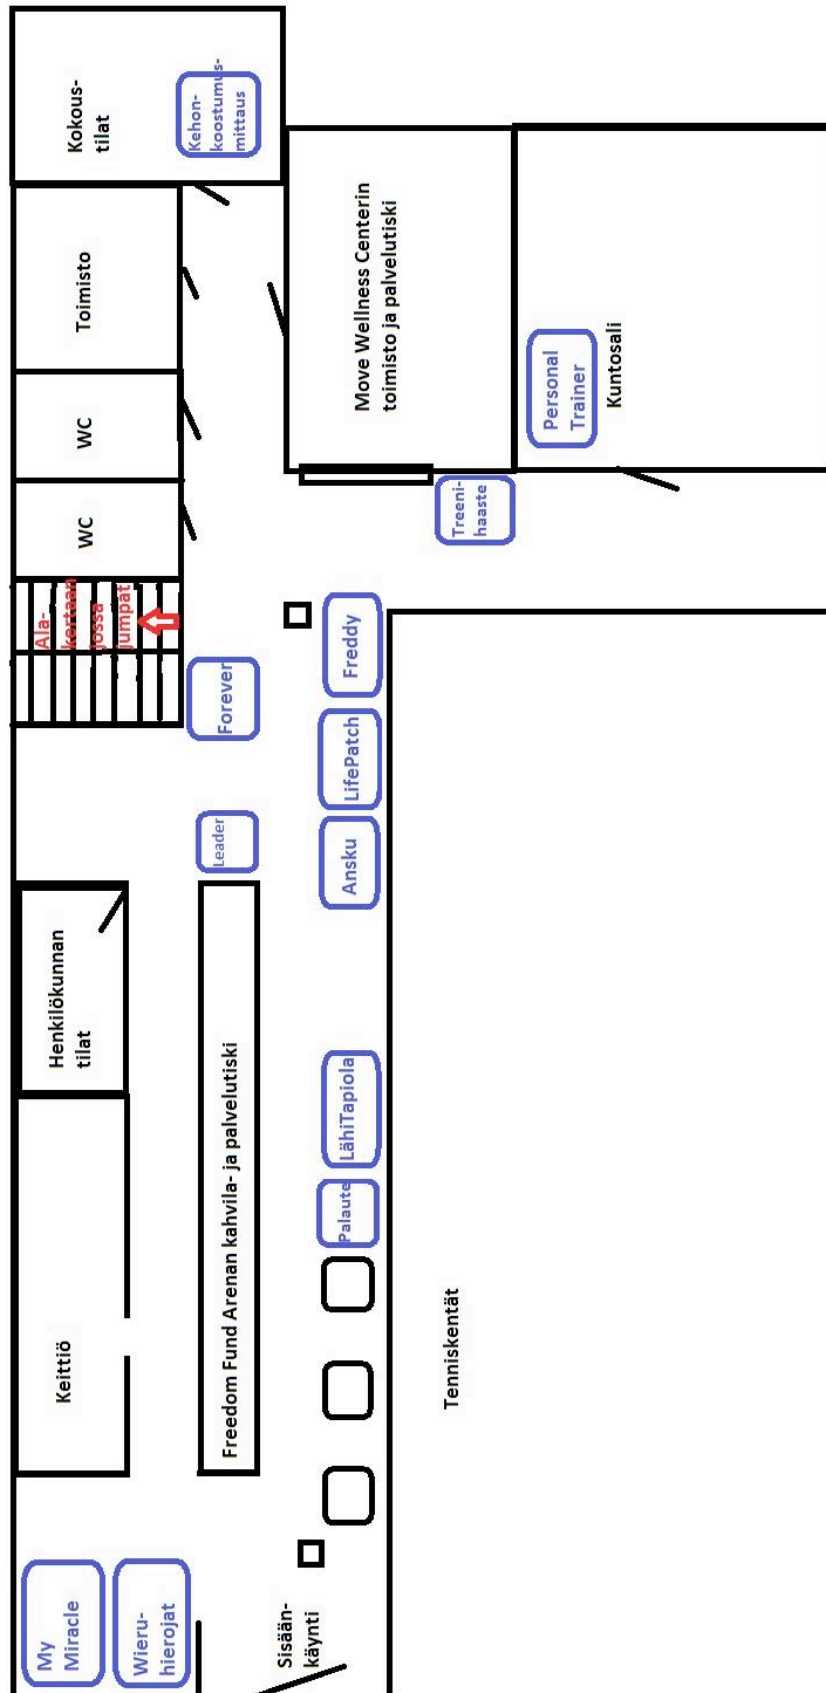 Kokous-
tilat
Kehon-
koostumus-
mittaus
Toimisto
Move Wellness Centerin
toimisto ja palvelutiski
Personal
Trainer
Kuntosali
WC
WC
Treeni-
haaste
Ala-
kertaan
jossa
jumpat
Forever
Freddy
LifePatch
Leader
Ansku
Henkilökunnan
tilat
Freedom Fund Arenan kahvila- ja palvelutiski
LähiTapiola
Palaute
Keittiö
Tenniskentät
My
Miracle
Wieru-
hierojat
Sisään-
käynti